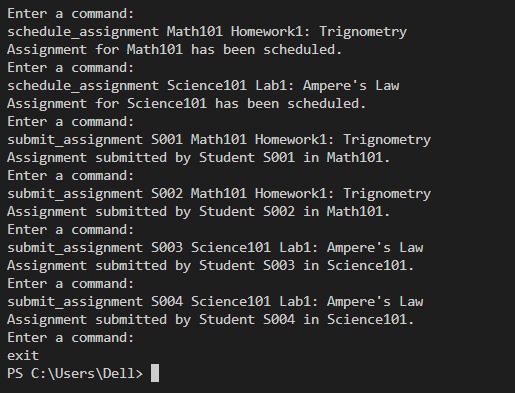 Enter a command:
schedule_assignment Math101 Homework1: Trignometry
Assignment for Math101 has been scheduled.
Enter a command:
schedule_assignment Science101 Lab1: Ampere's Law
Assignment for Science101 has been scheduled.
Enter a command:
submit_assignment S001 Math101 Homework1: Trignometry
Assignment submitted by Student S001 in Math101.
Enter a command:
submit_assignment S002 Math101 Homework1: Trignometry
Assignment submitted by Student S002 in Math101.
Enter a command:
submit_assignment S003 Science101 Lab1: Ampere's Law
Assignment submitted by Student S003 in Science101.
Enter a command:
submit_assignment S004 Science101 Lab1: Ampere's Law
Assignment submitted by Student S004 in Science101.
Enter a command:
exit
PS C:\Users\Dell>